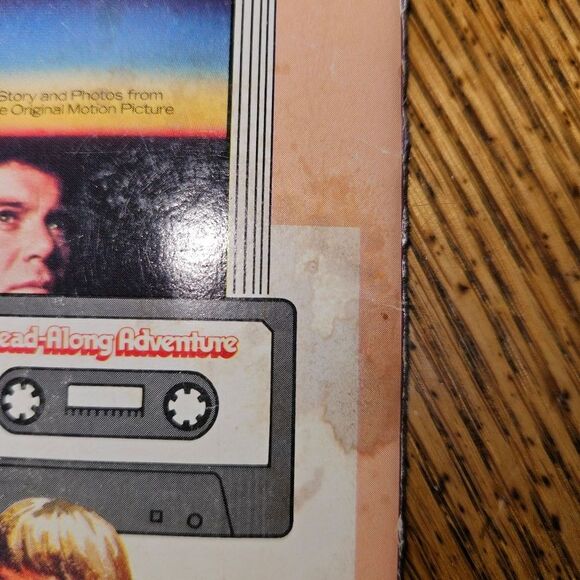 Story and Photos from
e Original Motion Picture
ead-Along Adventure